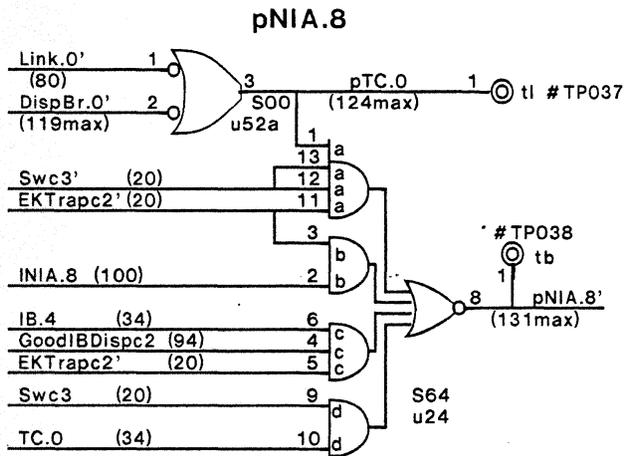 pNIA.8
Link.0' 1
(80)
3 pTC.0 1 tl #TP037
DispBr.0' 2 S00 (124max)
(119max) u52a
1 a
13 a
Swc3' (20) 12 a
EKTrapc2' (20) 11 a
#TP038
3 b tb
1
INIA.8 (100) 2 b
8 pNIA.8'
(131max)
IB.4 (34) 6 c
GoodIBDispc2 (94) 4 c
EKTrapc2' (20) 5 c
Swc3 (20) 9 d S64
u24
TC.0 (34) 10 d